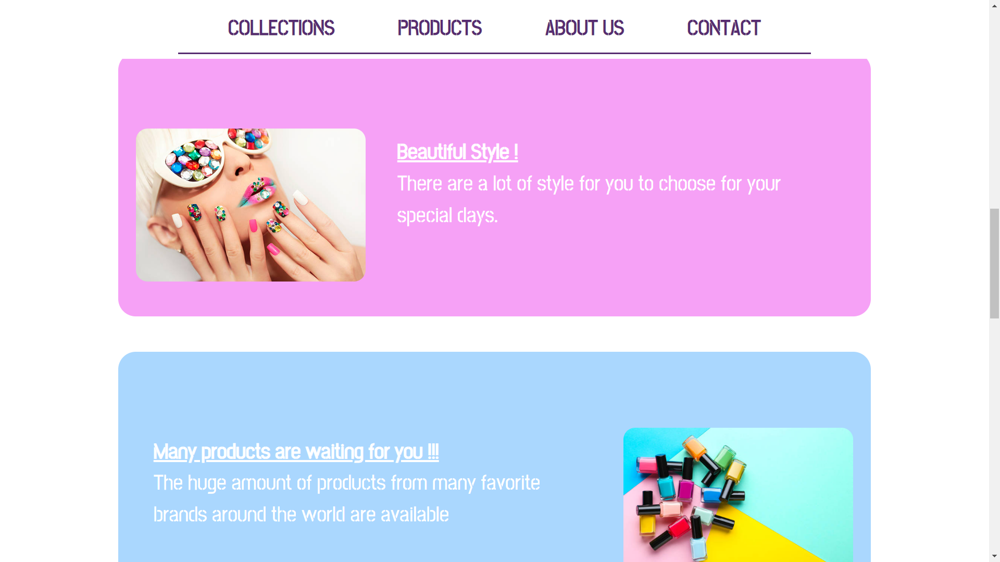 COLLECTIONS PRODUCTS ABOUT US CONTACT
Beautiful Style !
There are a lot of style for you to choose for your
special days.
Many products are waiting for you !!!
The huge amount of products from many favorite
brands around the world are available